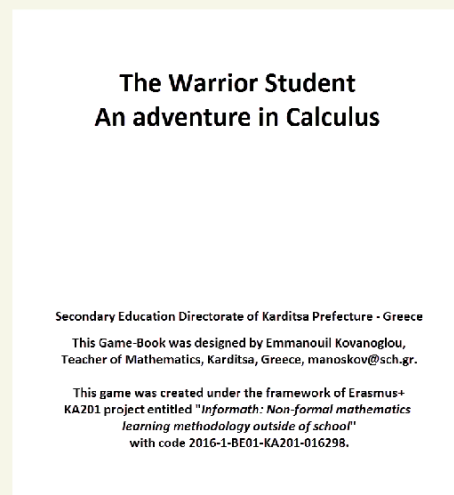 The Warrior Student
An adventure in Calculus
Secondary Education Directorate of Karditsa Prefecture - Greece
This Game-Book was designed by Emmanouil Kovanoglou,
Teacher of Mathematics, Karditsa, Greece, manoskov@sch.gr.
This game was created under the framework of Erasmus+
KA201 project entitled "Informath: Non-formal mathematics
learning methodology outside of school"
with code 2016-1-BE01-KA201-016298.